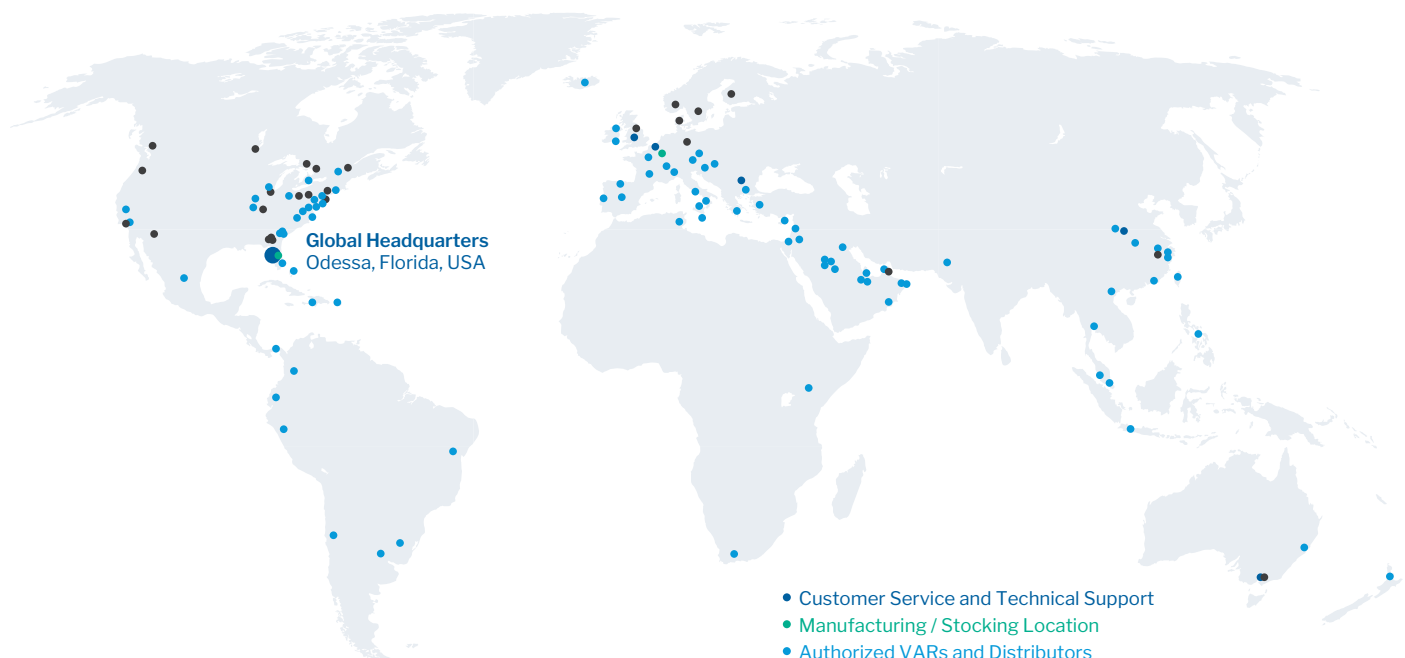 Global Headquarters
Odessa, Florida, USA
Customer Service and Technical Support
Manufacturing / Stocking Location
Authorized VARs and Distributors